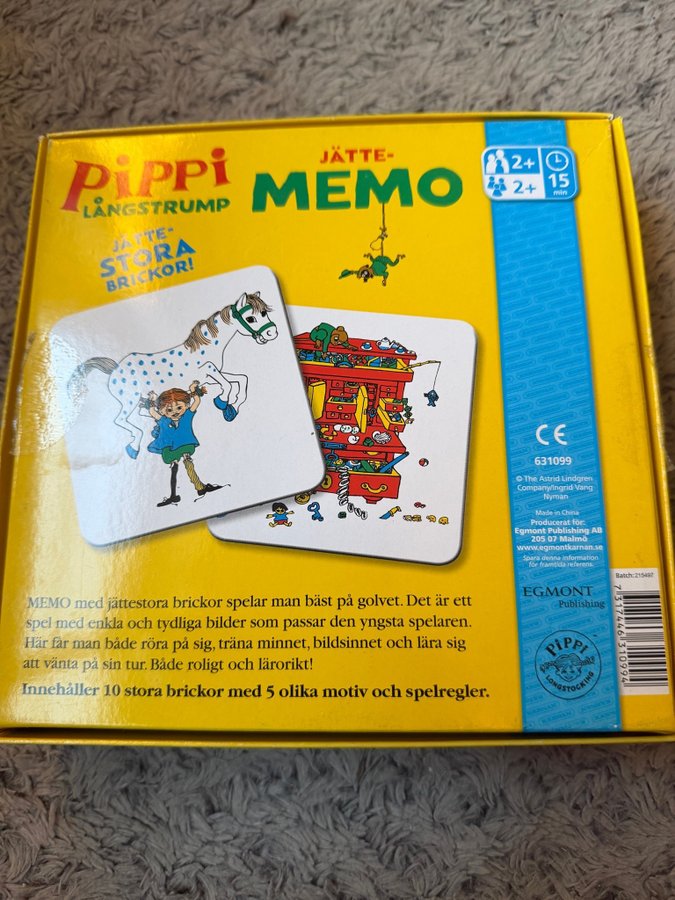 PIPPI
LÅNGSTRUMP
JÄTTE-
MEMO
JÄTTE-
STORA
BRICKOR!
2+
2+
15
min
CE
631099
© The Astrid Lindgren
Company/Ingrid Vang
Nyman
Made in China
Producerat för:
Egmont Publishing AB
205 07 Malmö
www.egmontkarnan.se
Spara denna information
för framtida referens.
EGMONT
Publishing
Batch:215497
7317446310994
PIPPI
LONGSTOCKING
MEMO med jättestora brickor spelar man bäst på golvet. Det är ett
spel med enkla och tydliga bilder som passar den yngsta spelaren.
Här får man både röra på sig, träna minnet, bildsinnet och lära sig
att vänta på sin tur. Både roligt och lärorikt!
Innehåller 10 stora brickor med 5 olika motiv och spelregler.